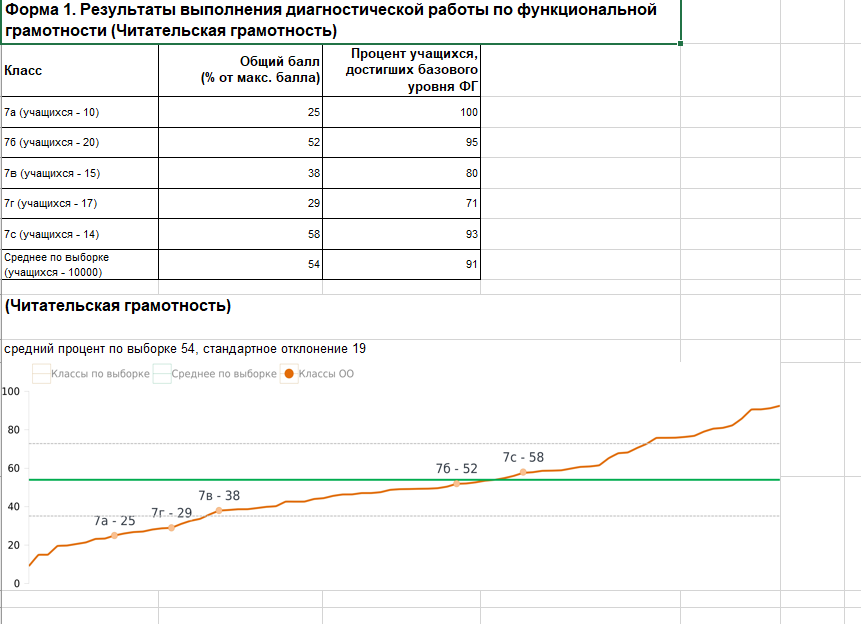 Форма 1. Результаты выполнения диагностической работы по функциональной
грамотности (Читательская грамотность)
Класс
Общий балл
(% от макс. балла)
Процент учащихся,
достигших базового
уровня ФГ
7а (учащихся - 10) 25 100
7б (учащихся - 20) 52 95
7в (учащихся - 15) 38 80
7г (учащихся - 17) 29 71
7с (учащихся - 14) 58 93
Среднее по выборке
(учащихся - 10000) 54 91
(Читательская грамотность)
средний процент по выборке 54, стандартное отклонение 19
Классы по выборке Среднее по выборке Классы ОО
100
80
60
40
20
0
7а - 25
7г - 29
7в - 38
7б - 52
7с - 58